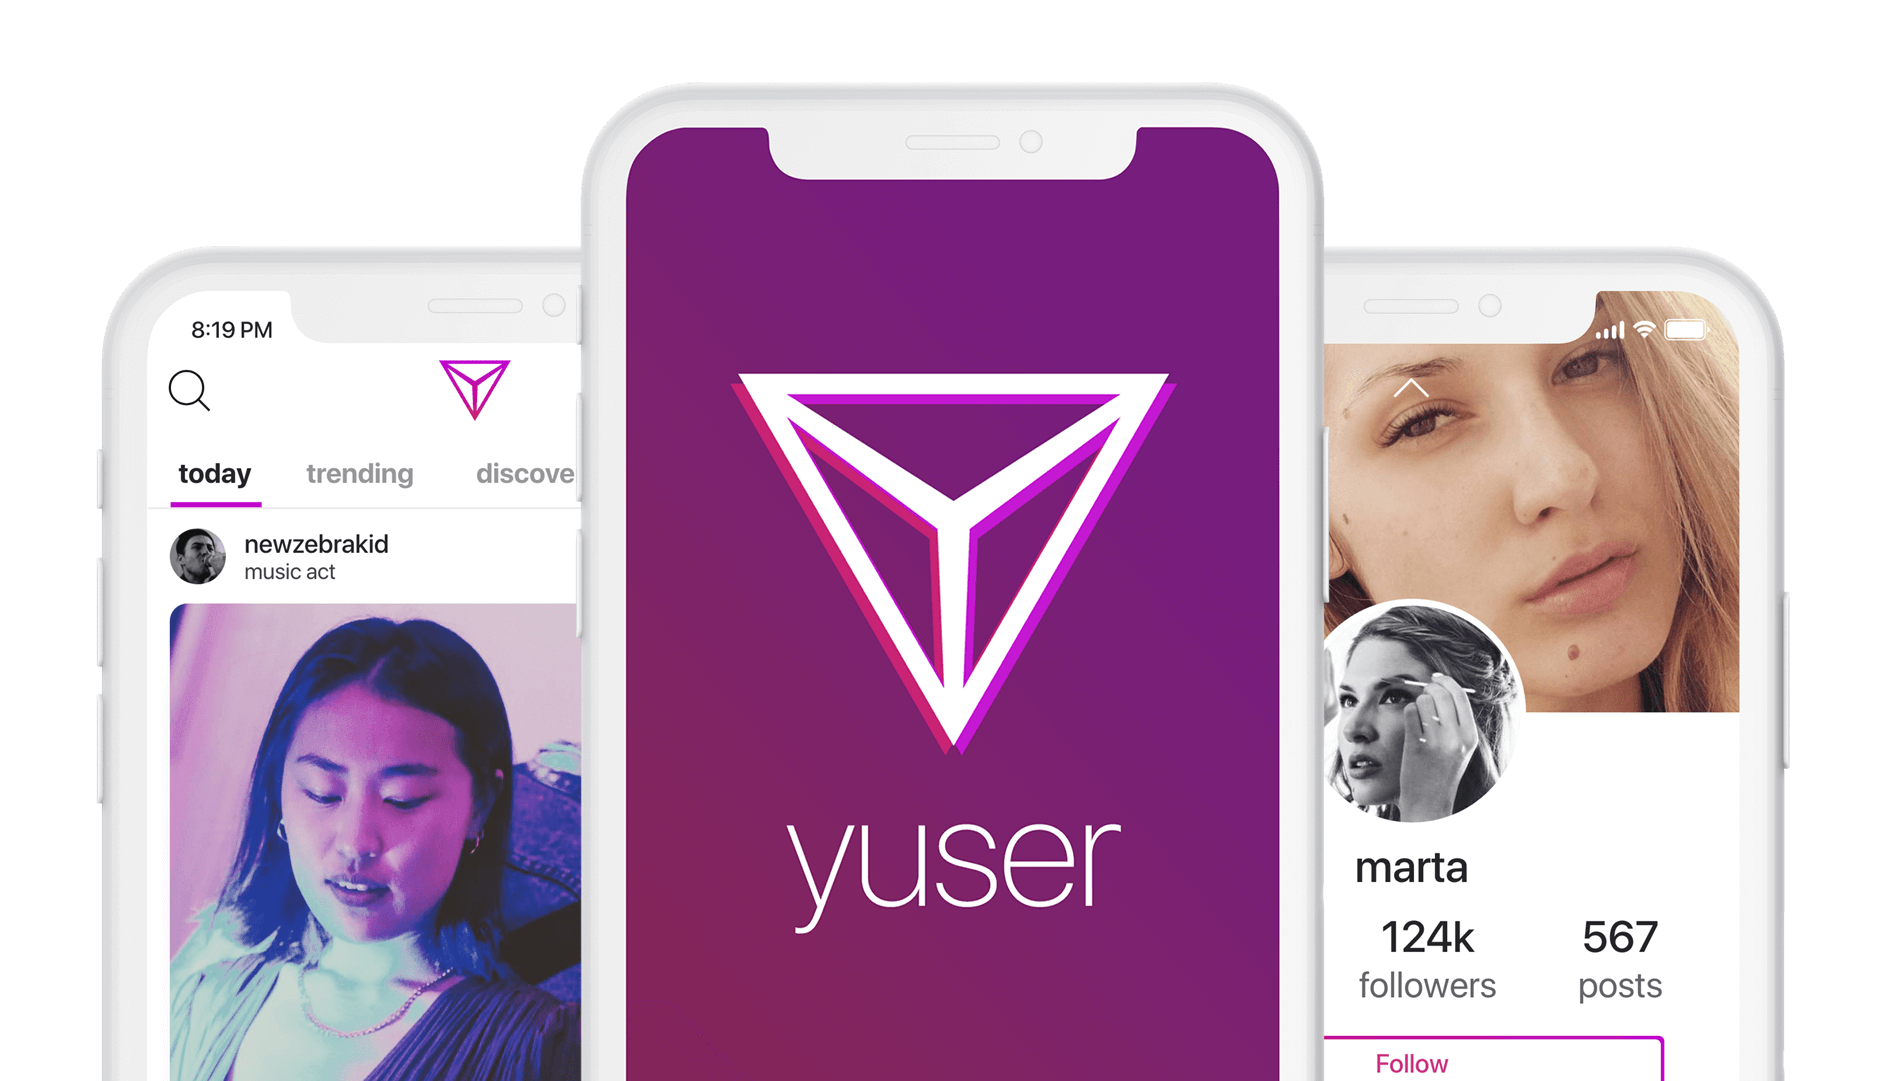 8:19 PM
today trending discove
newzebrakid
music act
yuser
marta
124k 567
followers posts
Follow